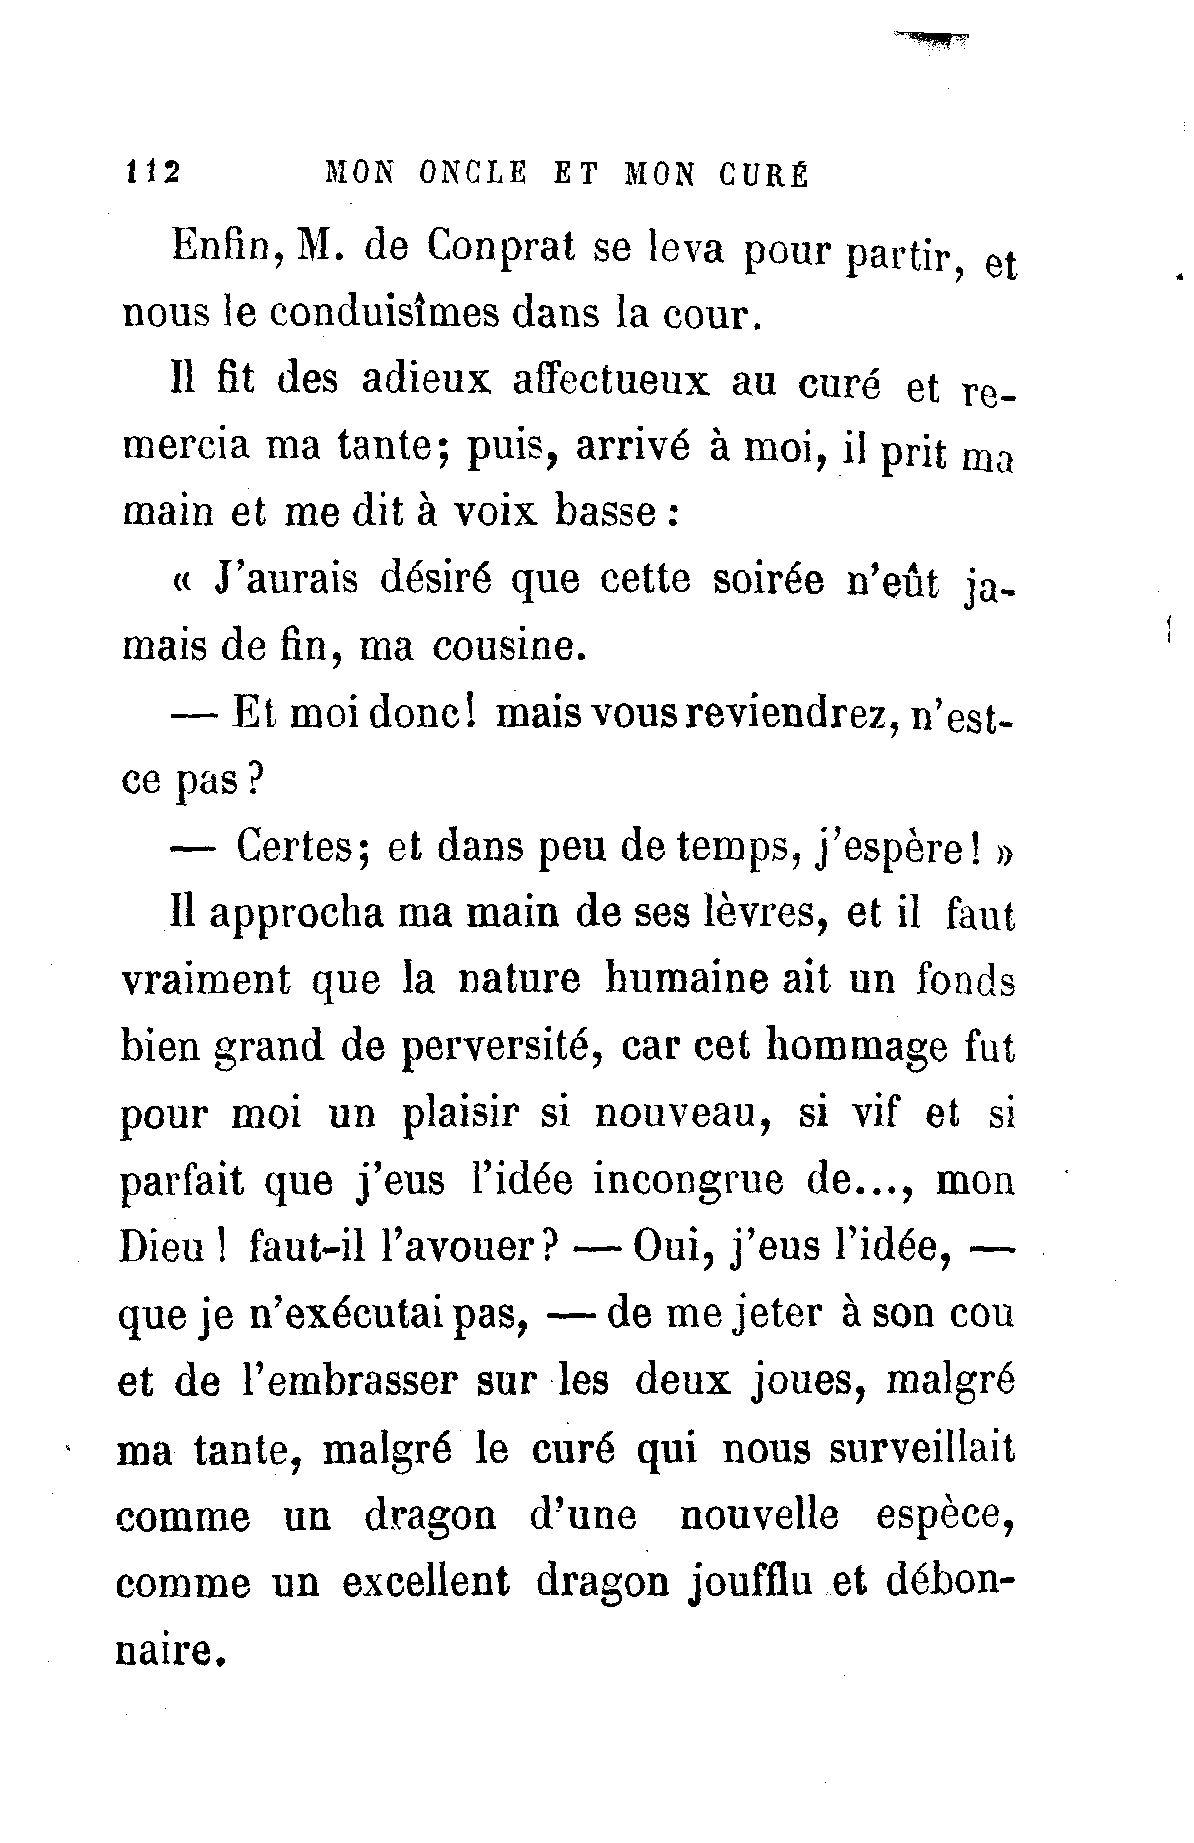 112 MON ONCLE ET MON CURÉ
Enfin, M. de Conprat se leva pour partir, et
nous le conduisîmes dans la cour.
Il fit des adieux affectueux au curé et re-
mercia ma tante; puis, arrivé à moi, il prit ma
main et me dit à voix basse :
« J'aurais désiré que cette soirée n'eût ja-
mais de fin, ma cousine.
— Et moi donc! mais vous reviendrez, n'est-
ce pas ?
— Certes; et dans peu de temps, j'espère! »
Il approcha ma main de ses lèvres, et il faut
vraiment que la nature humaine ait un fonds
bien grand de perversité, car cet hommage fut
pour moi un plaisir si nouveau, si vif et si
parfait que j'eus l'idée incongrue de..., mon
Dieu ! faut-il l'avouer? — Oui, j'eus l'idée, —
que je n'exécutai pas, — de me jeter à son cou
et de l'embrasser sur les deux joues, malgré
ma tante, malgré le curé qui nous surveillait
comme un dragon d'une nouvelle espèce,
comme un excellent dragon joufflu et débon-
naire.